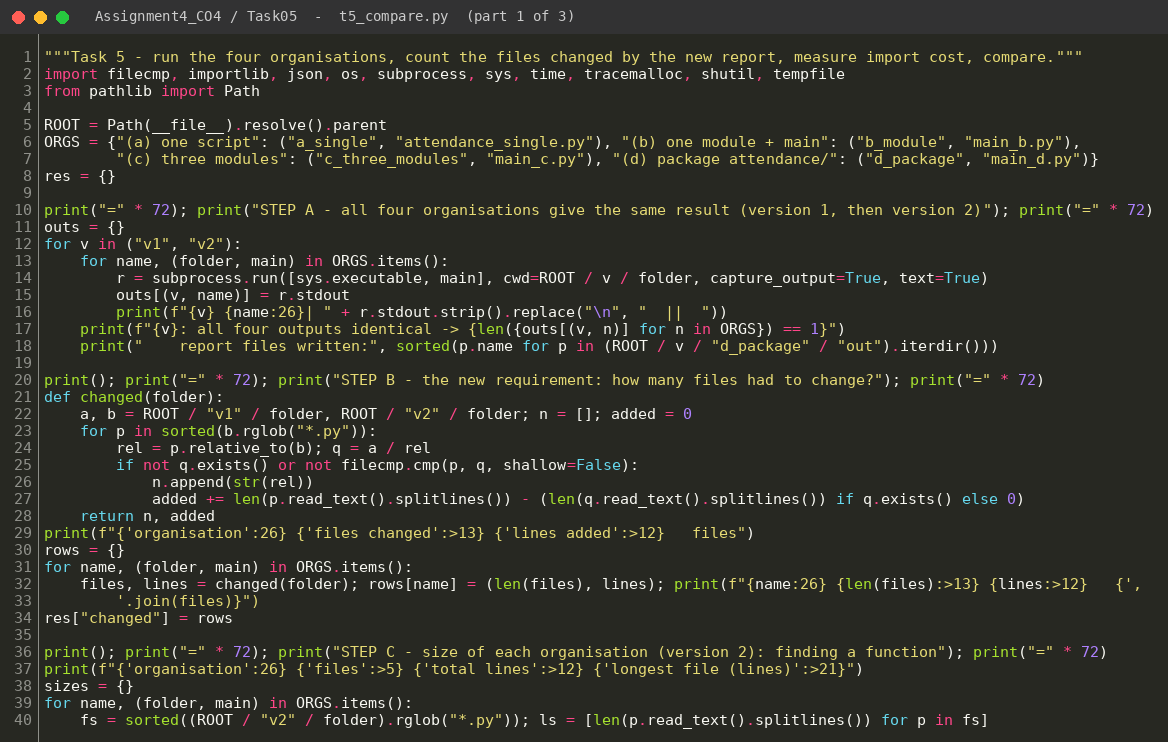 Assignment4_CO4 / Task05  -  t5_compare.py  (part 1 of 3)
1 """Task 5 - run the four organisations, count the files changed by the new report, measure import cost, compare."""
2 import filecmp, importlib, json, os, subprocess, sys, time, tracemalloc, shutil, tempfile
3 from pathlib import Path
4
5 ROOT = Path(__file__).resolve().parent
6 ORGS = {"(a) one script": ("a_single", "attendance_single.py"), "(b) one module + main": ("b_module", "main_b.py"),
7         "(c) three modules": ("c_three_modules", "main_c.py"), "(d) package attendance/": ("d_package", "main_d.py")}
8 res = {}
9
10 print("=" * 72); print("STEP A - all four organisations give the same result (version 1, then version 2)"); print("=" * 72)
11 outs = {}
12 for v in ("v1", "v2"):
13     for name, (folder, main) in ORGS.items():
14         r = subprocess.run([sys.executable, main], cwd=ROOT / v / folder, capture_output=True, text=True)
15         outs[(v, name)] = r.stdout
16         print(f"{v} {name:26}| " + r.stdout.strip().replace("\n", "  ||  "))
17     print(f"{v}: all four outputs identical -> {len({outs[(v, n)] for n in ORGS}) == 1}")
18     print("    report files written:", sorted(p.name for p in (ROOT / v / "d_package" / "out").iterdir()))
19
20 print(); print("=" * 72); print("STEP B - the new requirement: how many files had to change?"); print("=" * 72)
21 def changed(folder):
22     a, b = ROOT / "v1" / folder, ROOT / "v2" / folder; n = []; added = 0
23     for p in sorted(b.rglob("*.py")):
24         rel = p.relative_to(b); q = a / rel
25         if not q.exists() or not filecmp.cmp(p, q, shallow=False):
26             n.append(str(rel))
27             added += len(p.read_text().splitlines()) - (len(q.read_text().splitlines()) if q.exists() else 0)
28     return n, added
29 print(f"{'organisation':26} {'files changed':>13} {'lines added':>12}   files")
30 rows = {}
31 for name, (folder, main) in ORGS.items():
32     files, lines = changed(folder); rows[name] = (len(files), lines); print(f"{name:26} {len(files):>13} {lines:>12}   {',
33         '.join(files)}")
34 res["changed"] = rows
35
36 print(); print("=" * 72); print("STEP C - size of each organisation (version 2): finding a function"); print("=" * 72)
37 print(f"{'organisation':26} {'files':>5} {'total lines':>12} {'longest file (lines)':>21}")
38 sizes = {}
39 for name, (folder, main) in ORGS.items():
40     fs = sorted((ROOT / "v2" / folder).rglob("*.py")); ls = [len(p.read_text().splitlines()) for p in fs]